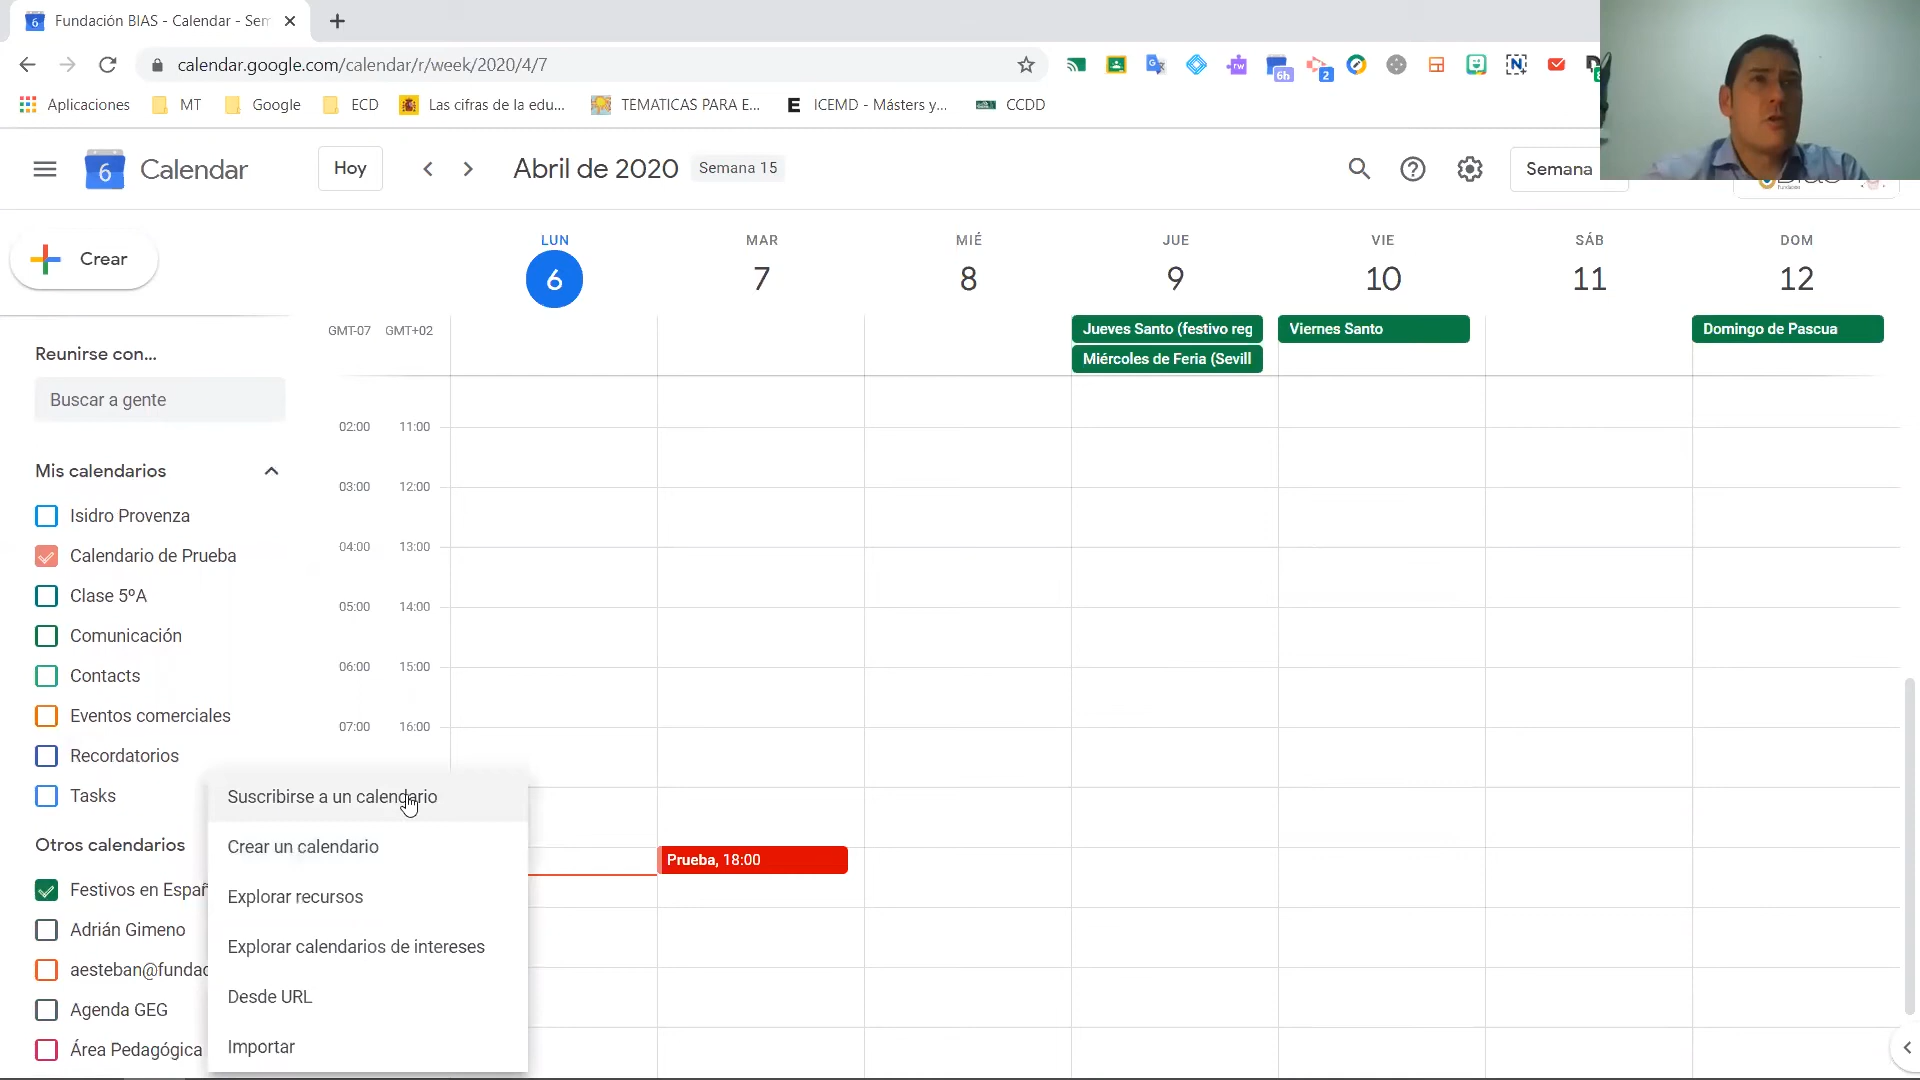 6 Fundación BIAS - Calendar - Sem
calendar.google.com/calendar/r/week/2020/4/7
6h
2
Aplicaciones MT Google ECD Las cifras de la edu... TEMATICAS PARA E... ICEMD - Másters y... CCDD
6 Calendar Hoy Abril de 2020 Semana 15 Semana
Crear
LUN MAR MIÉ JUE VIE SÁB DOM
6 7 8 9 10 11 12
GMT-07 GMT+02
Jueves Santo (festivo reg Viernes Santo Domingo de Pascua
Miércoles de Feria (Sevill
Reunirse con...
Buscar a gente
Mis calendarios
Isidro Provenza
Calendario de Prueba
Clase 5ºA
Comunicación
Contacts
Eventos comerciales
Recordatorios
Tasks
Otros calendarios
Festivos en Españ
Adrián Gimeno
aesteban@fundac
Agenda GEG
Área Pedagógica
Suscribirse a un calendario
Crear un calendario
Explorar recursos
Explorar calendarios de intereses
Desde URL
Importar
02:00 11:00
03:00 12:00
04:00 13:00
05:00 14:00
06:00 15:00
07:00 16:00
Prueba, 18:00